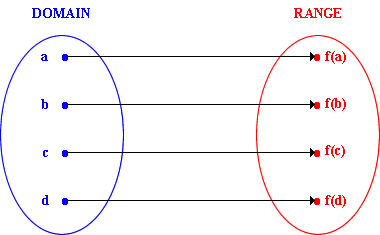 DOMAIN RANGE
a f(a)
b f(b)
c f(c)
d f(d)